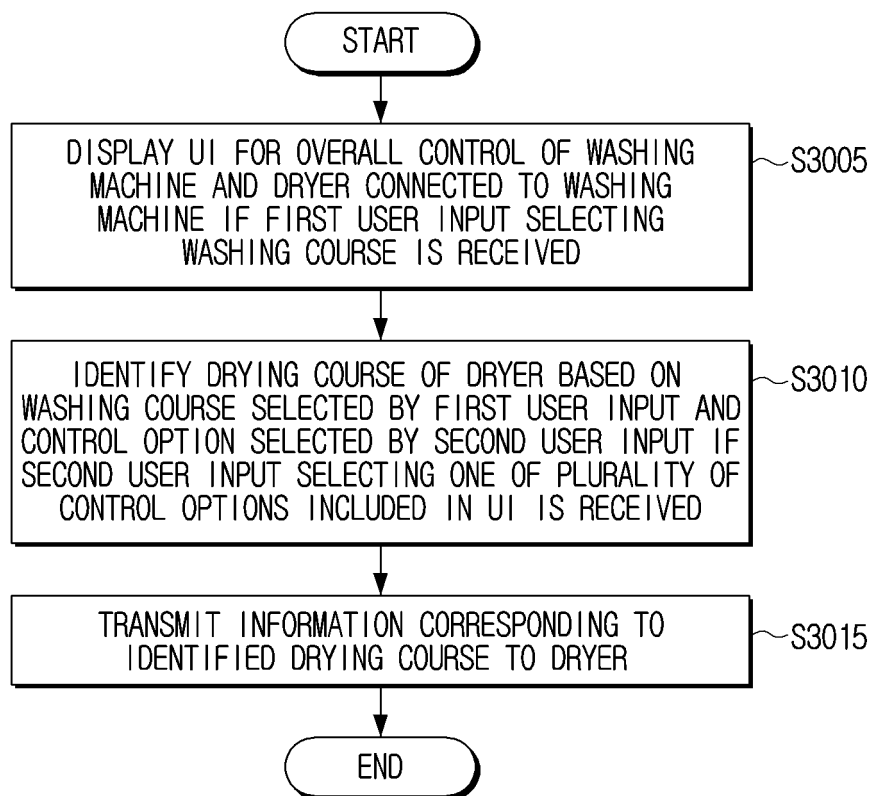 START
DISPLAY UI FOR OVERALL CONTROL OF WASHING
MACHINE AND DRYER CONNECTED TO WASHING
MACHINE IF FIRST USER INPUT SELECTING
WASHING COURSE IS RECEIVED
S3005
IDENTIFY DRYING COURSE OF DRYER BASED ON
WASHING COURSE SELECTED BY FIRST USER INPUT AND
CONTROL OPTION SELECTED BY SECOND USER INPUT IF
SECOND USER INPUT SELECTING ONE OF PLURALITY OF
CONTROL OPTIONS INCLUDED IN UI IS RECEIVED
S3010
TRANSMIT INFORMATION CORRESPONDING TO
IDENTIFIED DRYING COURSE TO DRYER
S3015
END